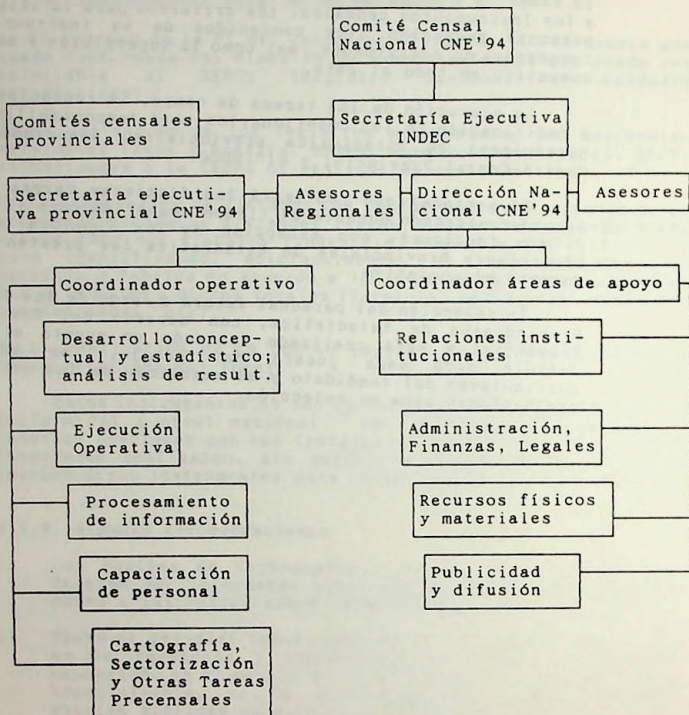 Comité Censal
Nacional CNE'94
Comités censales
provinciales
Secretaría Ejecutiva
INDEC
Secretaría ejecuti-
va provincial CNE'94
Asesores
Regionales
Dirección Na-
cional CNE'94
Asesores
Coordinador operativo
Coordinador áreas de apoyo
Desarrollo concep-
tual y estadístico;
análisis de result.
Relaciones insti-
tucionales
Ejecución
Operativa
Administración,
Finanzas, Legales
Procesamiento
de información
Recursos físicos
y materiales
Capacitación
de personal
Publicidad
y difusión
Cartografía,
Sectorización
y Otras Tareas
Precensales